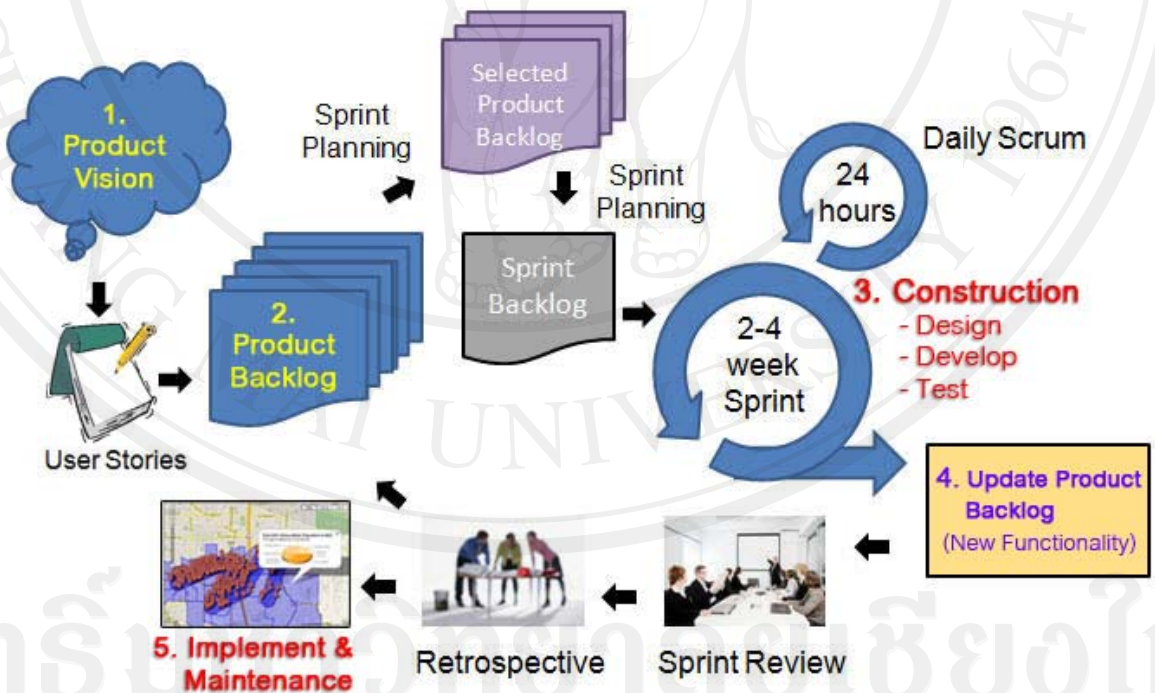 1.
Product
Vision
User Stories
2.
Product
Backlog
Sprint
Planning
Selected
Product
Backlog
Sprint
Planning
Sprint
Backlog
Daily Scrum
24
hours
2-4
week
Sprint
3. Construction
- Design
- Develop
- Test
4. Update Product
Backlog
(New Functionality)
Sprint Review
Retrospective
5. Implement &
Maintenance
UNIVERSITY 1964